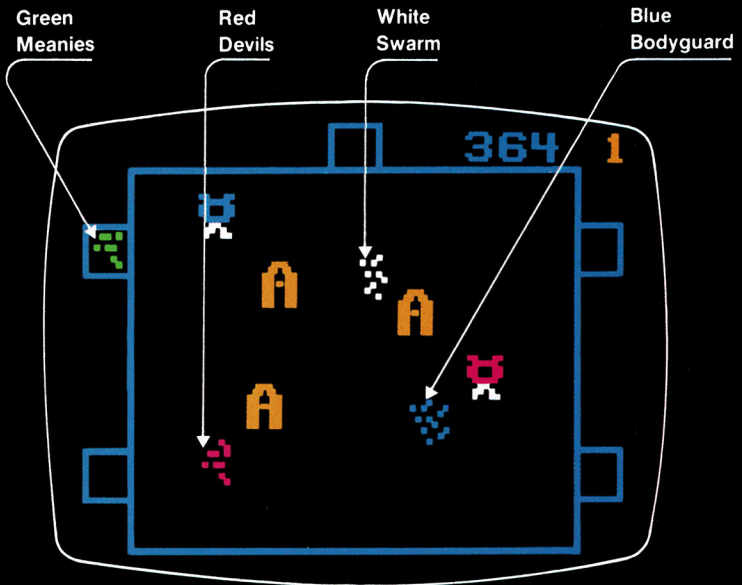 Green
Meanies
Red
Devils
White
Swarm
Blue
Bodyguard
364 1